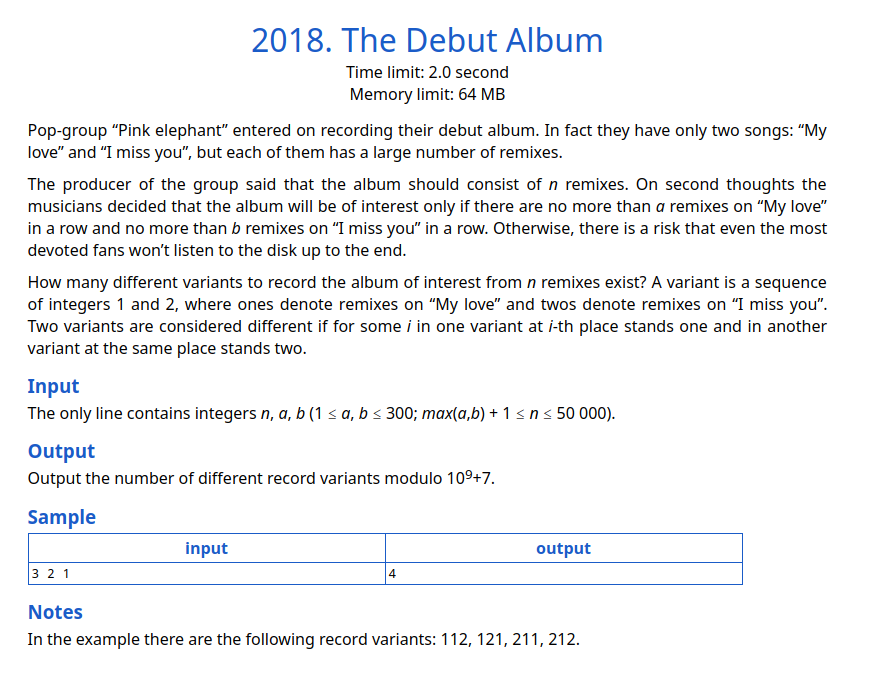 2018. The Debut Album
Time limit: 2.0 second
Memory limit: 64 MB
Pop-group “Pink elephant” entered on recording their debut album. In fact they have only two songs: “My
love” and “I miss you”, but each of them has a large number of remixes.
The producer of the group said that the album should consist of n remixes. On second thoughts the
musicians decided that the album will be of interest only if there are no more than a remixes on “My love”
in a row and no more than b remixes on “I miss you” in a row. Otherwise, there is a risk that even the most
devoted fans won’t listen to the disk up to the end.
How many different variants to record the album of interest from n remixes exist? A variant is a sequence
of integers 1 and 2, where ones denote remixes on “My love” and twos denote remixes on “I miss you”.
Two variants are considered different if for some i in one variant at i-th place stands one and in another
variant at the same place stands two.
Input
The only line contains integers n, a, b (1 ≤ a, b ≤ 300; max(a,b) + 1 ≤ n ≤ 50 000).
Output
Output the number of different record variants modulo 10⁹+7.
Sample
input output
3 2 1 4
Notes
In the example there are the following record variants: 112, 121, 211, 212.